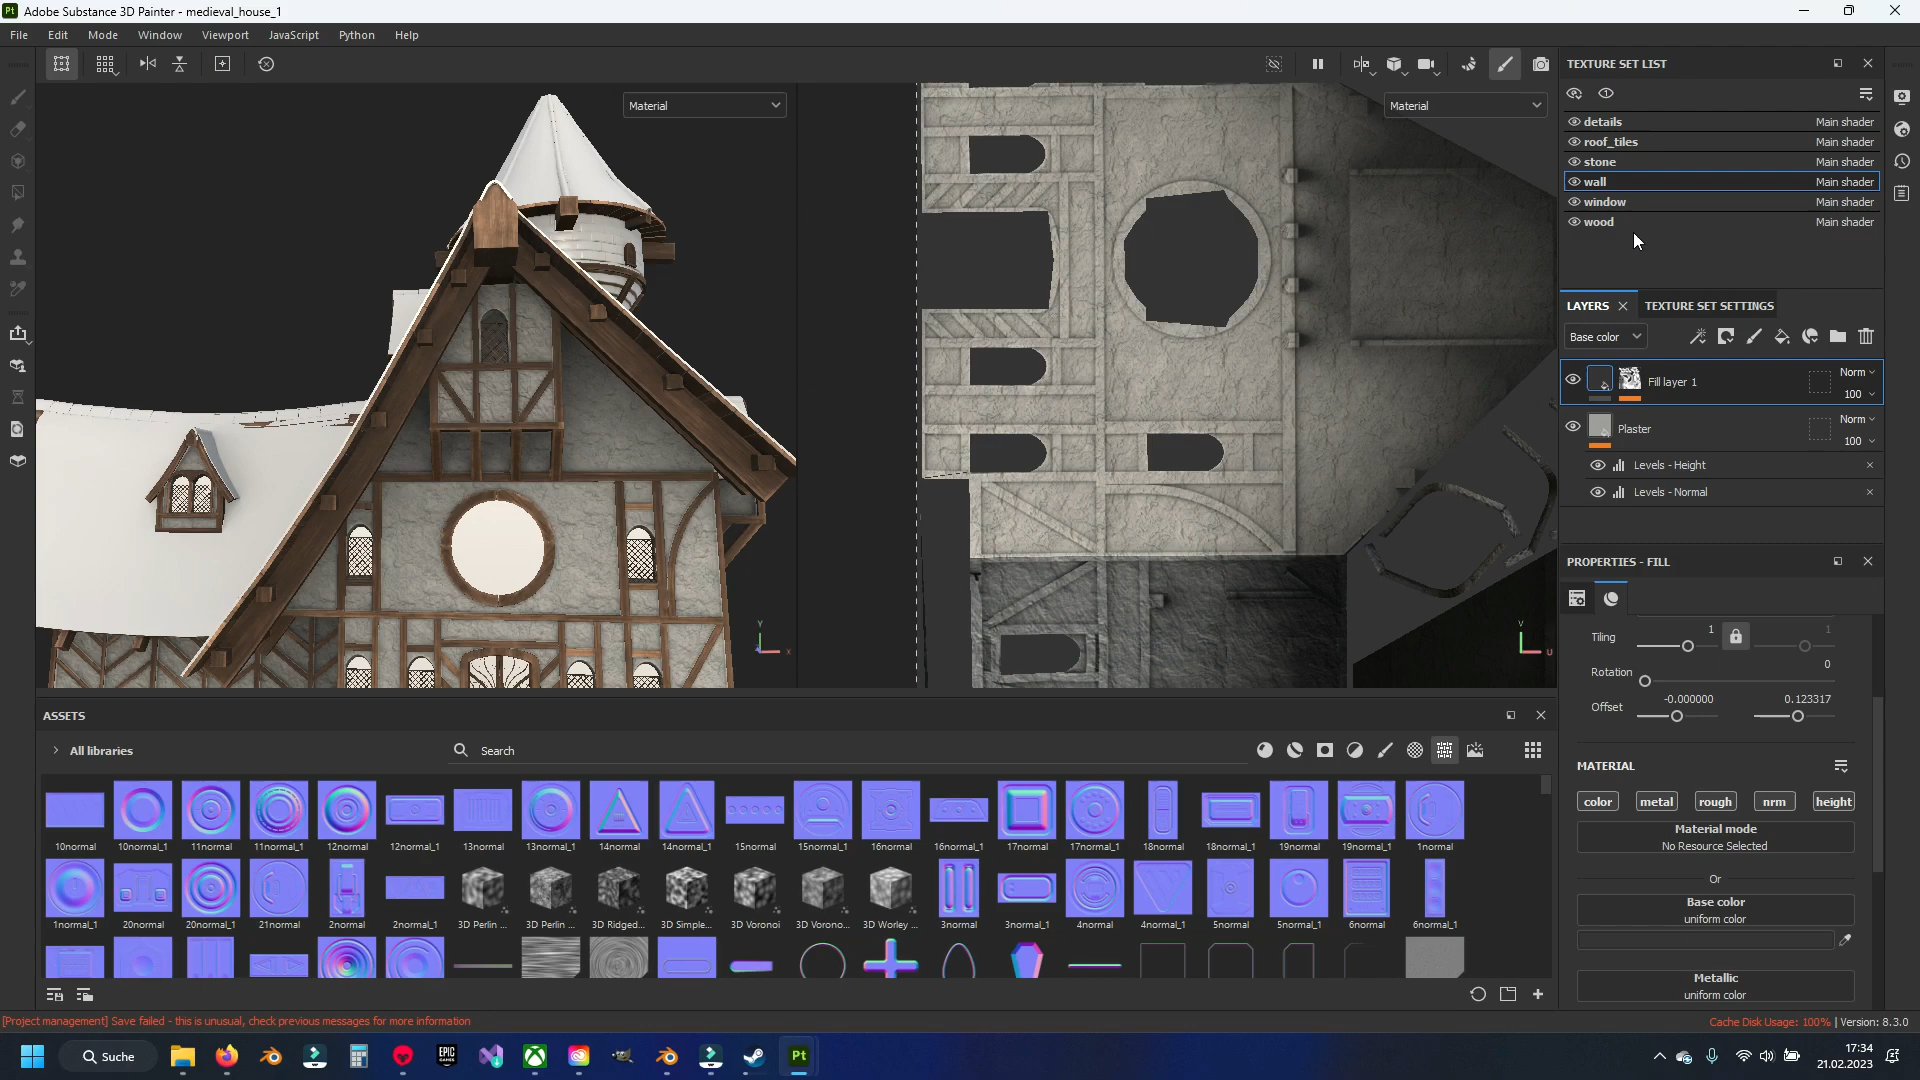 Pt Adobe Substance 3D Painter - medieval_house_1
File Edit Mode Window Viewport JavaScript Python Help
Material
Material
TEXTURE SET LIST
details Main shader
roof_tiles Main shader
stone Main shader
wall Main shader
window Main shader
wood Main shader
LAYERS TEXTURE SET SETTINGS
Base color
Fill layer 1 Norm 100
Plaster Norm 100
Levels - Height
Levels - Normal
PROPERTIES - FILL
Tiling 1 1
Rotation 0
Offset -0.000000 0.123317
MATERIAL
color metal rough nrm height
Material mode
No Resource Selected
Or
Base color
uniform color
Metallic
uniform color
Y X
V U
ASSETS
All libraries Search
10normal 10normal_1 11normal 11normal_1 12normal 12normal_1 13normal 13normal_1 14normal 14normal_1 15normal 15normal_1 16normal 16normal_1 17normal 17normal_1 18normal 18normal_1 19normal 19normal_1 1normal
1normal_1 20normal 20normal_1 21normal 2normal 2normal_1 3D Perlin ... 3D Perlin ... 3D Ridged... 3D Simple... 3D Voronoi 3D Vorono... 3D Worley ... 3normal 3normal_1 4normal 4normal_1 5normal 5normal_1 6normal 6normal_1
[Project management] Save failed - this is unusual, check previous messages for more information
Cache Disk Usage: 100% | Version: 8.3.0
Suche
EPIC GAMES
Pt
17:34
21.02.2023